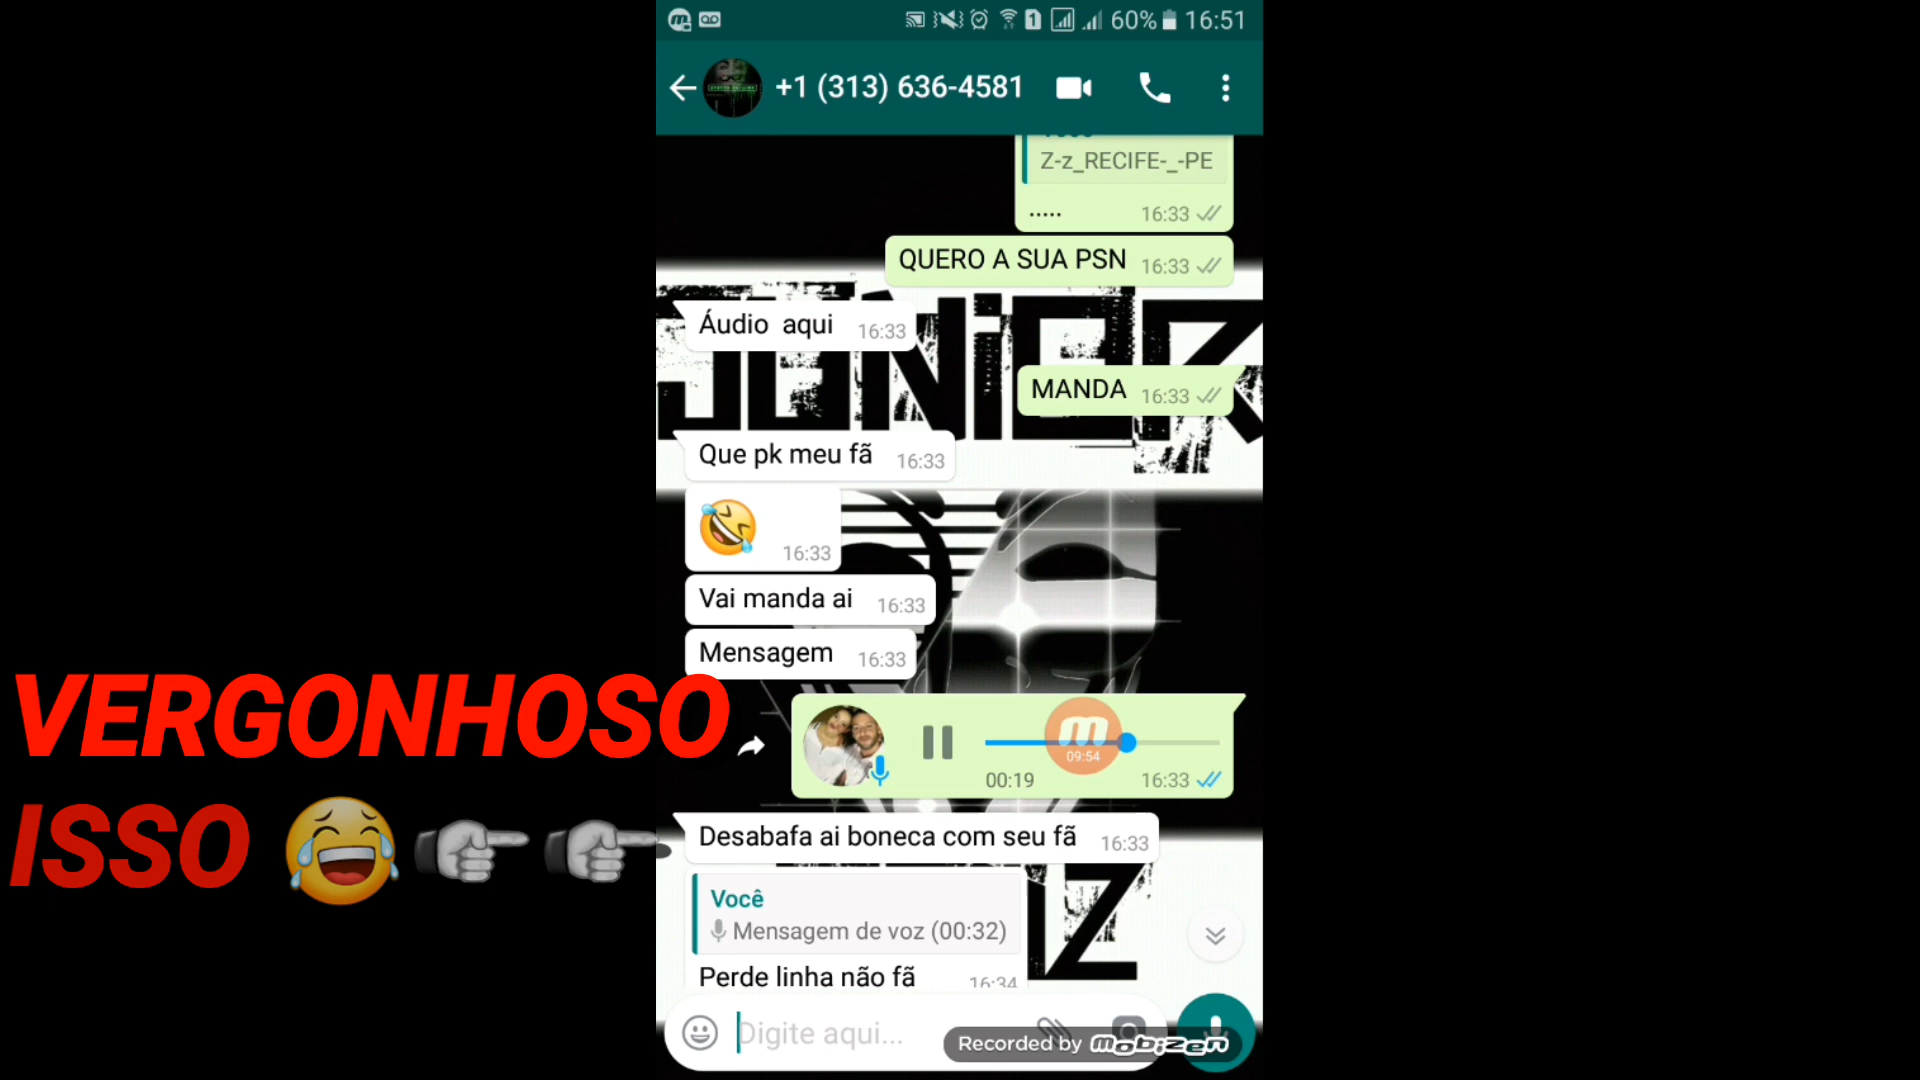 60% 16:51
+1 (313) 636-4581
Z-z_RECIFE-_-PE
..... 16:33
QUERO A SUA PSN 16:33
Áudio aqui 16:33
MANDA 16:33
Que pk meu fã 16:33
16:33
Vai manda ai 16:33
Mensagem 16:33
VERGONHOSO
ISSO
09:54
00:19 16:33
Desabafa ai boneca com seu fã 16:33
Você
Mensagem de voz (00:32)
Perde linha não fã 16:34
Digite aqui...
Recorded by mobizen